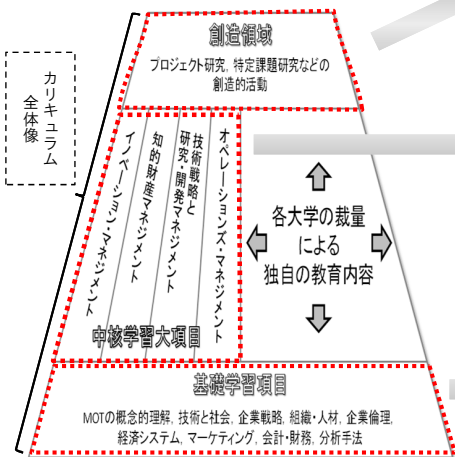 創造領域
プロジェクト研究, 特定課題研究などの
創造的活動
カリキュラム
全体像
イノベーション・マネジメント
知的財産マネジメント
技術戦略と
研究・開発マネジメント
オペレーションズ・マネジメント
中核学習大項目
各大学の裁量
による
独自の教育内容
基礎学習項目
MOTの概念的理解, 技術と社会, 企業戦略, 組織・人材, 企業倫理,
経済システム, マーケティング, 会計・財務, 分析手法